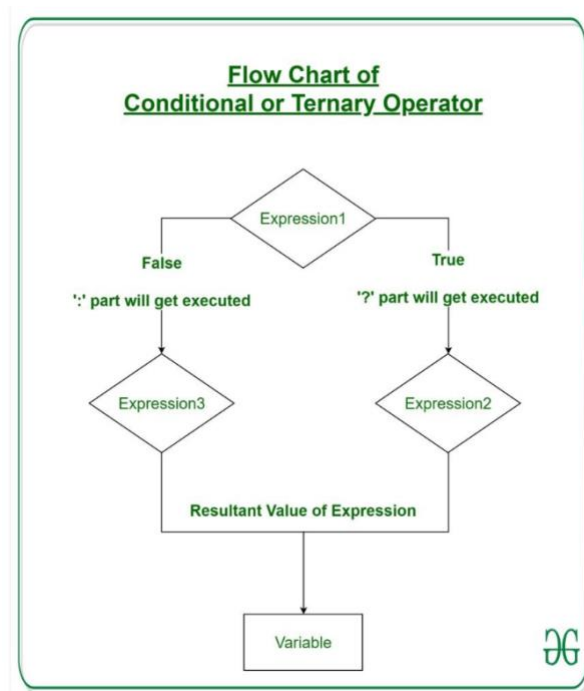 Flow Chart of
Conditional or Ternary Operator
Expression1
False
True
':' part will get executed
'?' part will get executed
Expression3
Expression2
Resultant Value of Expression
Variable